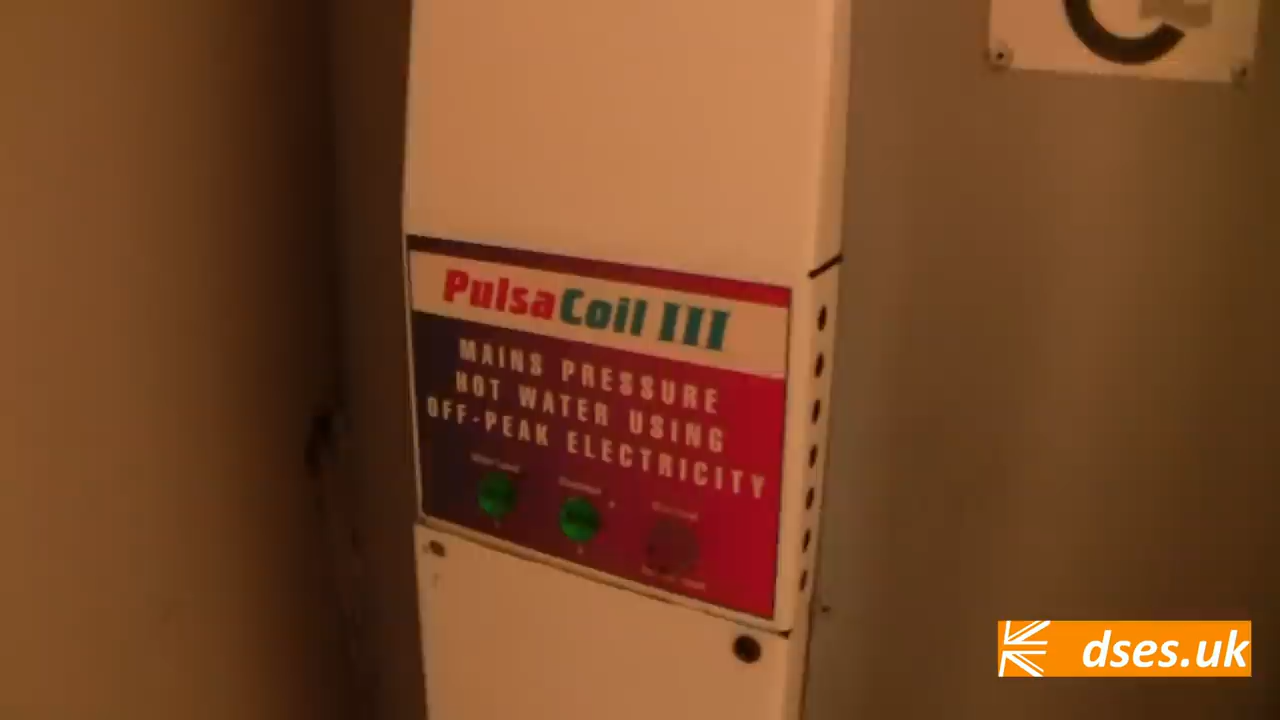 PulsaCoil III
MAINS PRESSURE
HOT WATER USING
OFF-PEAK ELECTRICITY
dses.uk